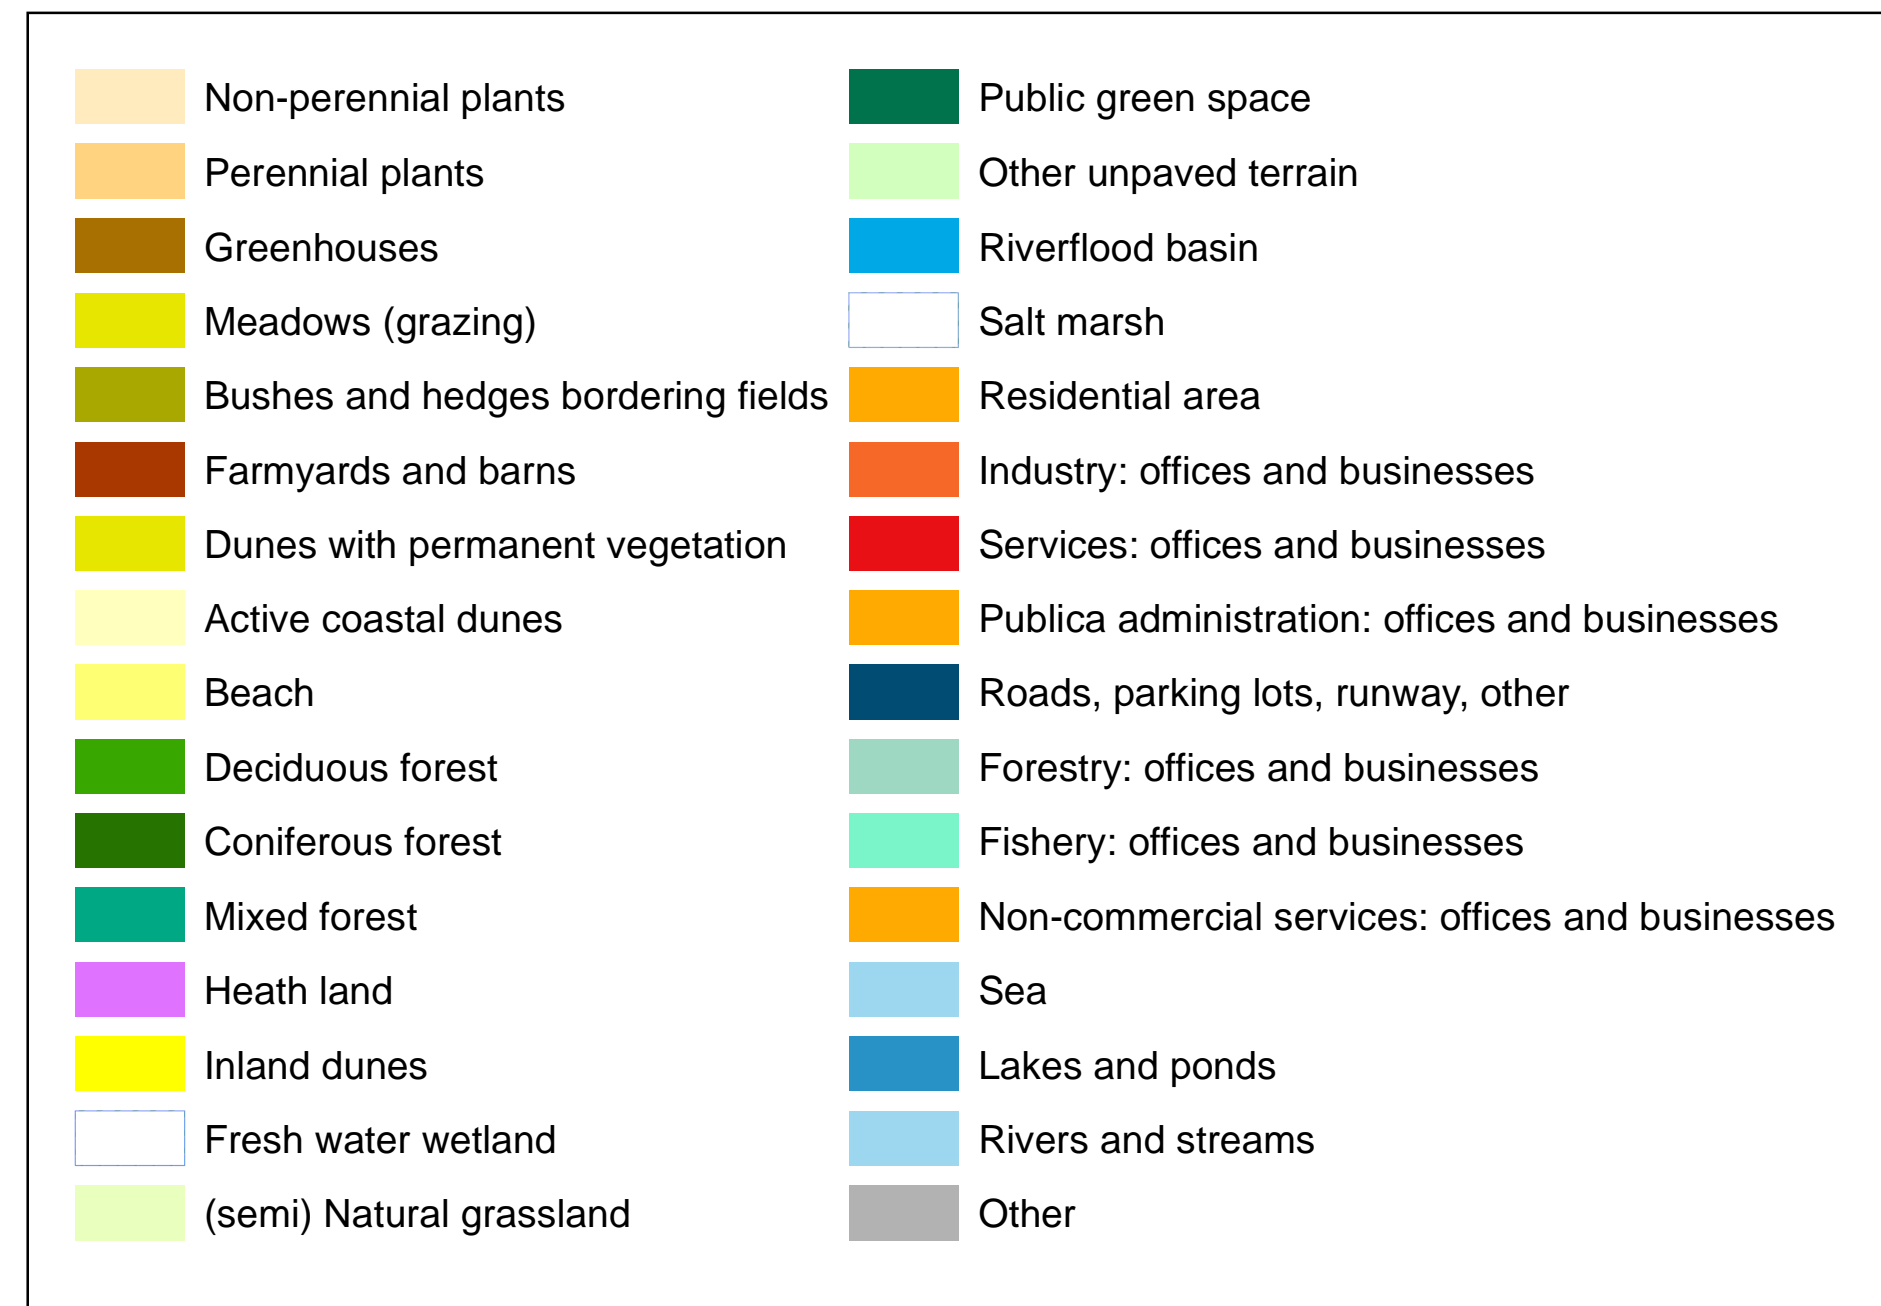 Non-perennial plants
Perennial plants
Greenhouses
Meadows (grazing)
Bushes and hedges bordering fields
Farmyards and barns
Dunes with permanent vegetation
Active coastal dunes
Beach
Deciduous forest
Coniferous forest
Mixed forest
Heath land
Inland dunes
Fresh water wetland
(semi) Natural grassland
Public green space
Other unpaved terrain
Riverflood basin
Salt marsh
Residential area
Industry: offices and businesses
Services: offices and businesses
Publica administration: offices and businesses
Roads, parking lots, runway, other
Forestry: offices and businesses
Fishery: offices and businesses
Non-commercial services: offices and businesses
Sea
Lakes and ponds
Rivers and streams
Other